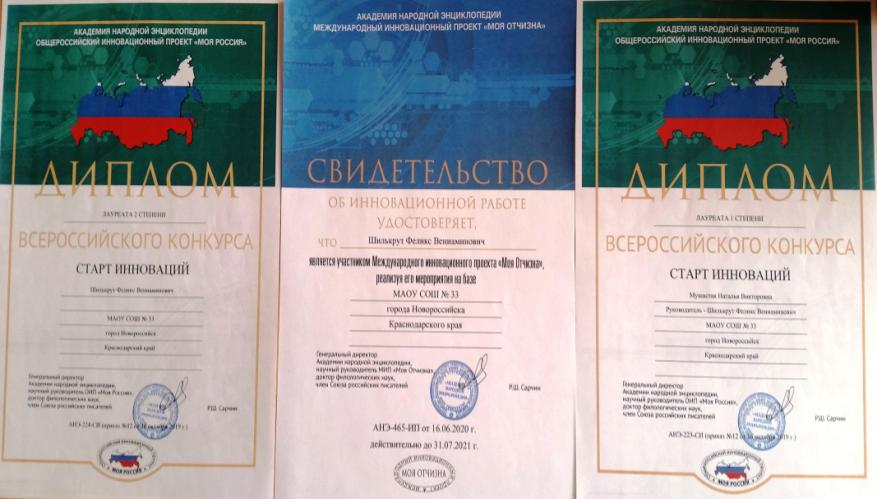 АКАДЕМИЯ НАРОДНОЙ ЭНЦИКЛОПЕДИИ
ОБЩЕРОССИЙСКИЙ ИННОВАЦИОННЫЙ ПРОЕКТ «МОЯ РОССИЯ»
ДИПЛОМ
ЛАУРЕАТА 2 СТЕПЕНИ
ВСЕРОССИЙСКОГО КОНКУРСА
СТАРТ ИННОВАЦИЙ
Шилькрут Феликс Вениаминович
МАОУ СОШ № 33
город Новороссийск
Краснодарский край
Генеральный директор
Академии народной энциклопедии,
научный руководитель ОИП «Моя Россия»,
доктор филологических наук,
член Союза российских писателей
Р.Ш. Сарчин
АНЭ-224-СИ (приказ №12 от 16 октября 2019 г.)
МОЯ РОССИЯ
АКАДЕМИЯ НАРОДНОЙ ЭНЦИКЛОПЕДИИ
МЕЖДУНАРОДНЫЙ ИННОВАЦИОННЫЙ ПРОЕКТ «МОЯ ОТЧИЗНА»
СВИДЕТЕЛЬСТВО
ОБ ИННОВАЦИОННОЙ РАБОТЕ
УДОСТОВЕРЯЕТ,
ЧТО Шилькрут Феликс Вениаминович
является участником Международного инновационного проекта «Моя Отчизна»,
реализуя его мероприятия на базе
МАОУ СОШ № 33
города Новороссийска
Краснодарского края
Генеральный директор
Академии народной энциклопедии,
научный руководитель МИП «Моя Отчизна»,
доктор филологических наук,
член Союза российских писателей
Р.Ш. Сарчин
АНЭ-465-ИП от 16.06.2020 г.
действительно до 31.07.2021 г.
МОЯ ОТЧИЗНА
АКАДЕМИЯ НАРОДНОЙ ЭНЦИКЛОПЕДИИ
ОБЩЕРОССИЙСКИЙ ИННОВАЦИОННЫЙ ПРОЕКТ «МОЯ РОССИЯ»
ДИПЛОМ
ЛАУРЕАТА 1 СТЕПЕНИ
ВСЕРОССИЙСКОГО КОНКУРСА
СТАРТ ИННОВАЦИЙ
Наталья Викторовна
Руководитель - Шилькрут Феликс Вениаминович
МАОУ СОШ № 33
город Новороссийск
Краснодарский край
Генеральный директор
Академии народной энциклопедии,
научный руководитель ОИП «Моя Россия»,
доктор филологических наук,
член Союза российских писателей
Р.Ш. Сарчин
АНЭ-223-СИ (приказ №12 от 16 октября 2019 г.)
МОЯ РОССИЯ